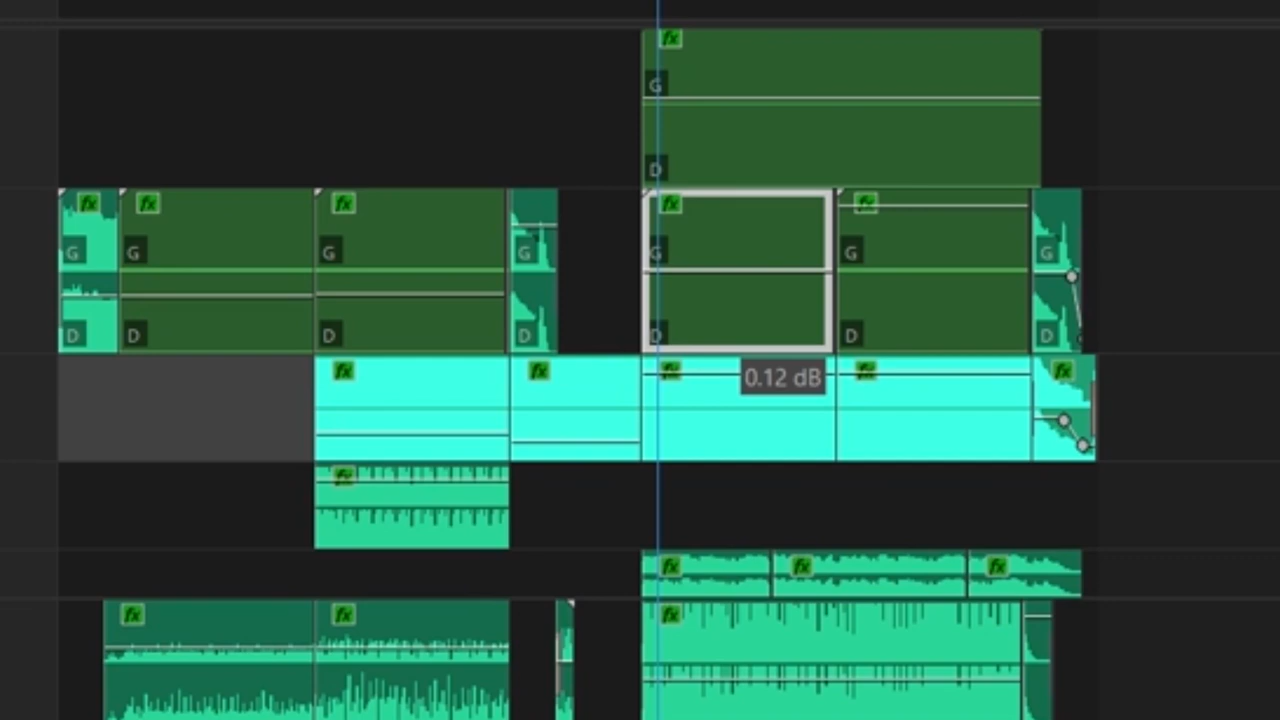 fx
G
D
fx fx fx fx fx
G G G G G G G
D D D D D D D
fx fx fx 0.12 dB fx fx
fx
fx fx fx
fx fx fx